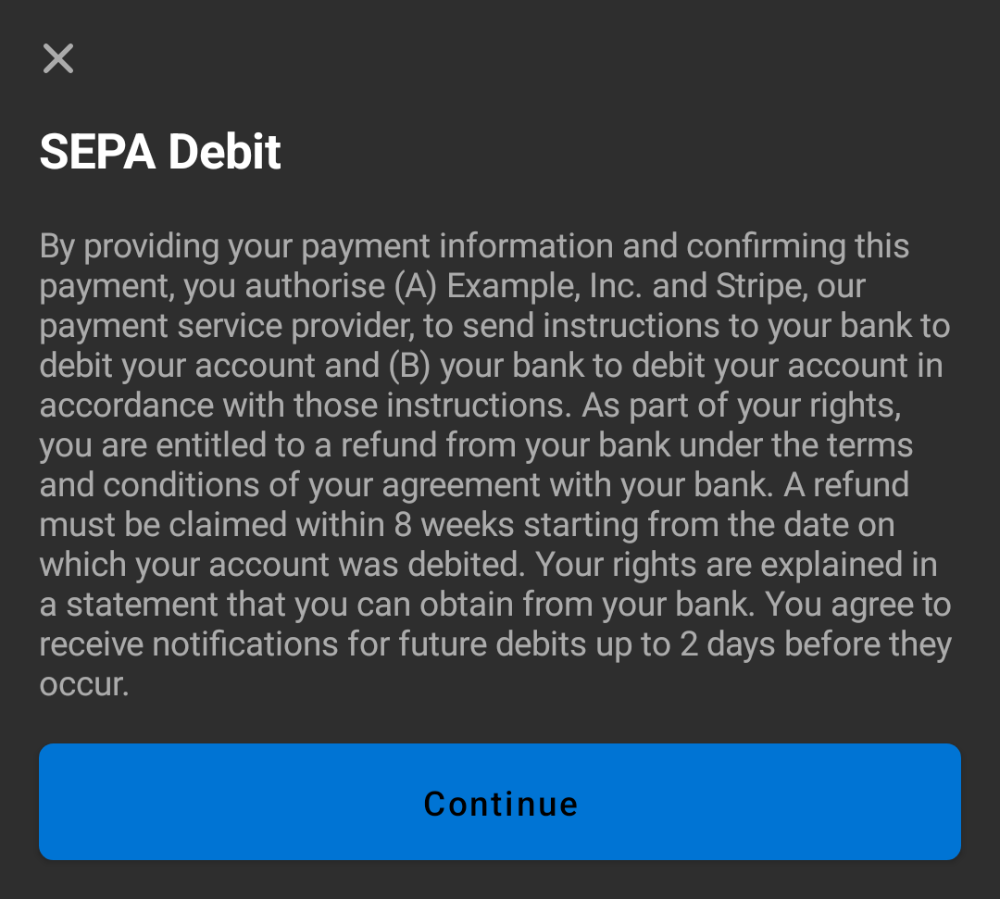 SEPA Debit
By providing your payment information and confirming this
payment, you authorise (A) Example, Inc. and Stripe, our
payment service provider, to send instructions to your bank to
debit your account and (B) your bank to debit your account in
accordance with those instructions. As part of your rights,
you are entitled to a refund from your bank under the terms
and conditions of your agreement with your bank. A refund
must be claimed within 8 weeks starting from the date on
which your account was debited. Your rights are explained in
a statement that you can obtain from your bank. You agree to
receive notifications for future debits up to 2 days before they
occur.
Continue